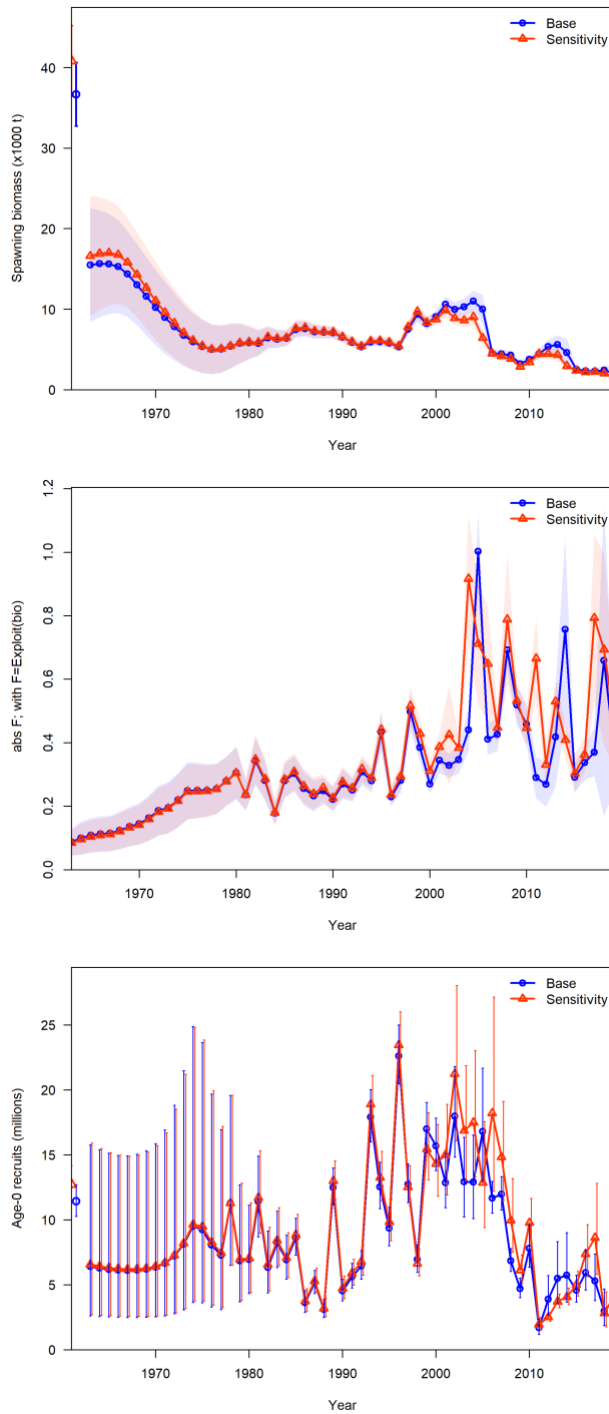 Base
Sensitivity
Spawning biomass (x1000 t)
0
10
20
30
40
1970
1980
1990
2000
2010
Year
Base
Sensitivity
abs F; with F=Exploit(bio)
0.0
0.2
0.4
0.6
0.8
1.0
1.2
1970
1980
1990
2000
2010
Year
Base
Sensitivity
Age-0 recruits (millions)
0
5
10
15
20
25
1970
1980
1990
2000
2010
Year